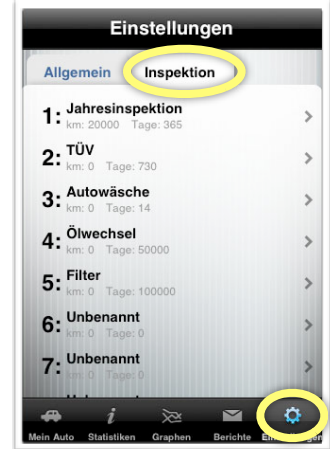 Einstellungen
Allgemein Inspektion
1: Jahresinspektion
km: 20000 Tage: 365
2: TÜV
km: 0 Tage: 730
3: Autowäsche
km: 0 Tage: 14
4: Ölwechsel
km: 0 Tage: 50000
5: Filter
km: 0 Tage: 100000
6: Unbenannt
km: 0 Tage: 0
7: Unbenannt
km: 0 Tage: 0
Mein Auto Statistiken Graphen Berichte Einstellungen